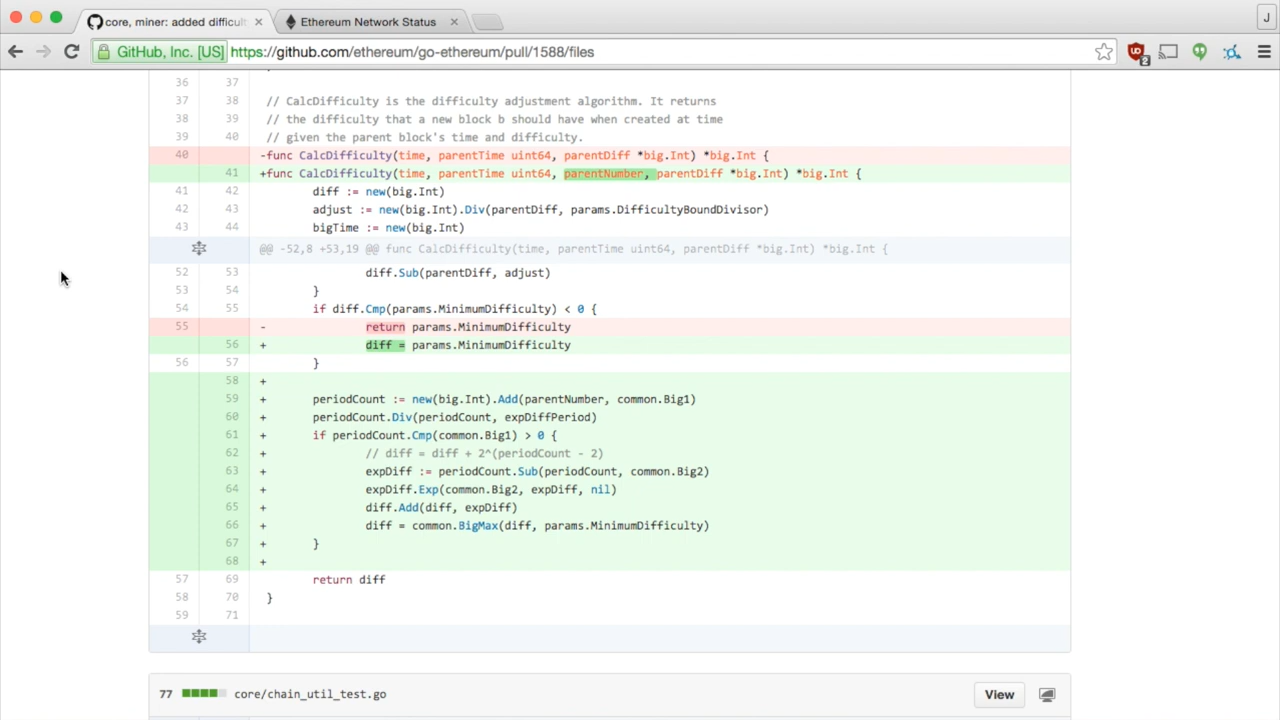 core, miner: added difficult
Ethereum Network Status
J
GitHub, Inc. [US] https://github.com/ethereum/go-ethereum/pull/1588/files
2
36 37
37 38 // CalcDifficulty is the difficulty adjustment algorithm. It returns
38 39 // the difficulty that a new block b should have when created at time
39 40 // given the parent block's time and difficulty.
40 -func CalcDifficulty(time, parentTime uint64, parentDiff *big.Int) *big.Int {
41 +func CalcDifficulty(time, parentTime uint64, parentNumber, parentDiff *big.Int) *big.Int {
41 42 diff := new(big.Int)
42 43 adjust := new(big.Int).Div(parentDiff, params.DifficultyBoundDivisor)
43 44 bigTime := new(big.Int)
@@ -52,8 +53,19 @@ func CalcDifficulty(time, parentTime uint64, parentDiff *big.Int) *big.Int {
52 53 diff.Sub(parentDiff, adjust)
53 54 }
54 55 if diff.Cmp(params.MinimumDifficulty) < 0 {
55 - return params.MinimumDifficulty
56 + diff = params.MinimumDifficulty
56 57 }
58 +
59 + periodCount := new(big.Int).Add(parentNumber, common.Big1)
60 + periodCount.Div(periodCount, expDiffPeriod)
61 + if periodCount.Cmp(common.Big1) > 0 {
62 + // diff = diff + 2^(periodCount - 2)
63 + expDiff := periodCount.Sub(periodCount, common.Big2)
64 + expDiff.Exp(common.Big2, expDiff, nil)
65 + diff.Add(diff, expDiff)
66 + diff = common.BigMax(diff, params.MinimumDifficulty)
67 + }
68 +
57 69 return diff
58 70 }
59 71
77 core/chain_util_test.go View